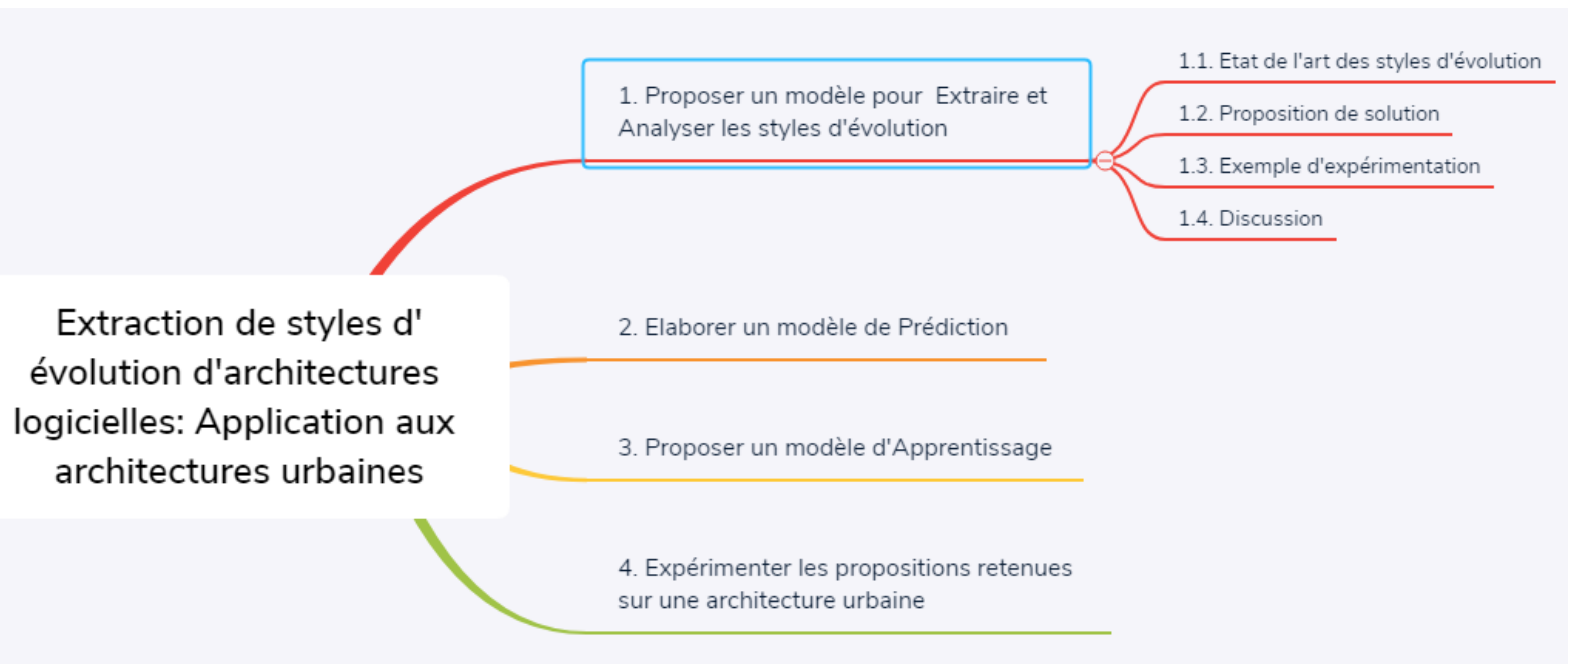 Extraction de styles d'
évolution d'architectures
logicielles: Application aux
architectures urbaines
1. Proposer un modèle pour  Extraire et
Analyser les styles d'évolution
1.1. Etat de l'art des styles d'évolution
1.2. Proposition de solution
1.3. Exemple d'expérimentation
1.4. Discussion
2. Elaborer un modèle de Prédiction
3. Proposer un modèle d'Apprentissage
4. Expérimenter les propositions retenues
sur une architecture urbaine